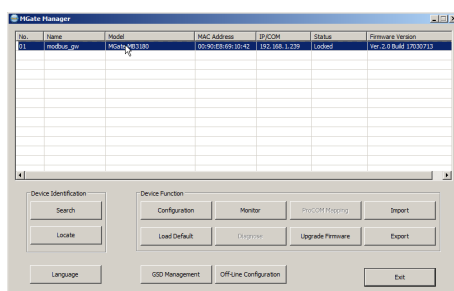 MGate Manager
No. Name Model MAC Address IP/COM Status Firmware Version
01 modbus_gw MGate MB3180 00:90:E8:69:10:42 192.168.1.239 Locked Ver.2.0 Build 17030713
Device Identification Device Function
Search Configuration Monitor ProCOM Mapping Import
Locate Load Default Diagnose Upgrade Firmware Export
Language GSD Management Off-Line Configuration Exit